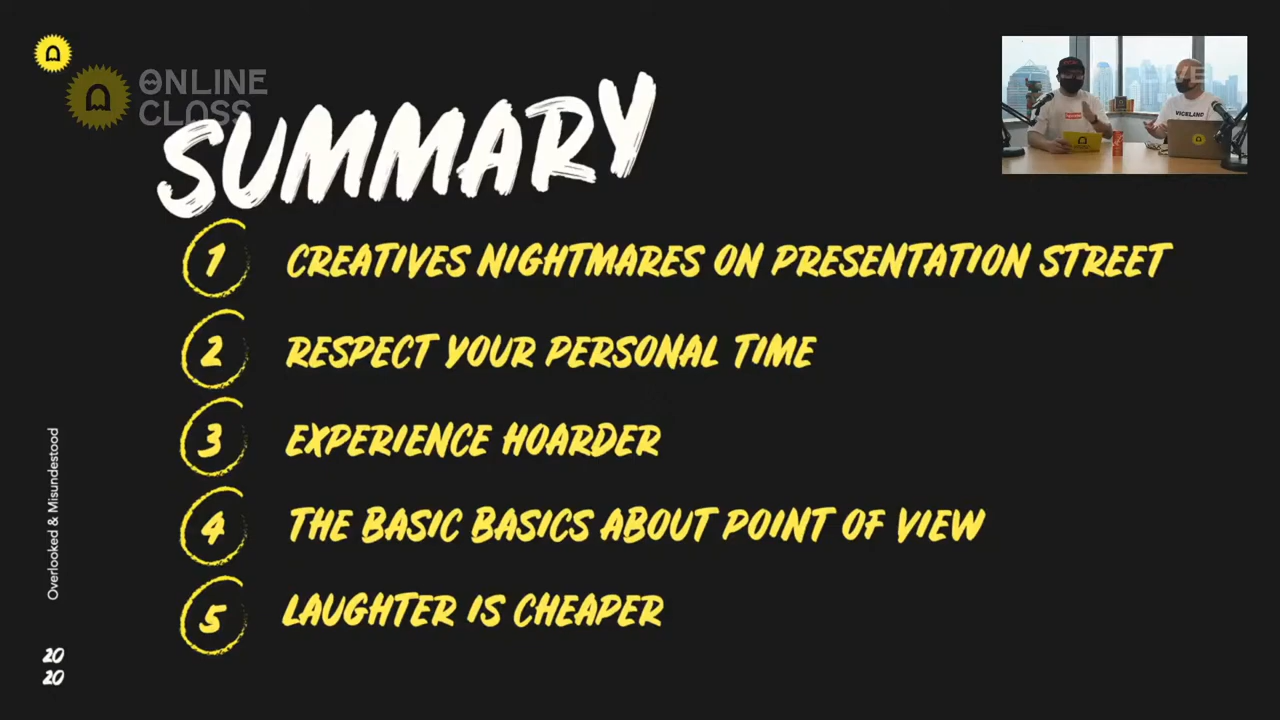 ONLINE
CLASS
SUMMARY
1 CREATIVES NIGHTMARES ON PRESENTATION STREET
2 RESPECT YOUR PERSONAL TIME
3 EXPERIENCE HOARDER
4 THE BASIC BASICS ABOUT POINT OF VIEW
5 LAUGHTER IS CHEAPER
Overlooked & Misundestood
20
20
VICELAND